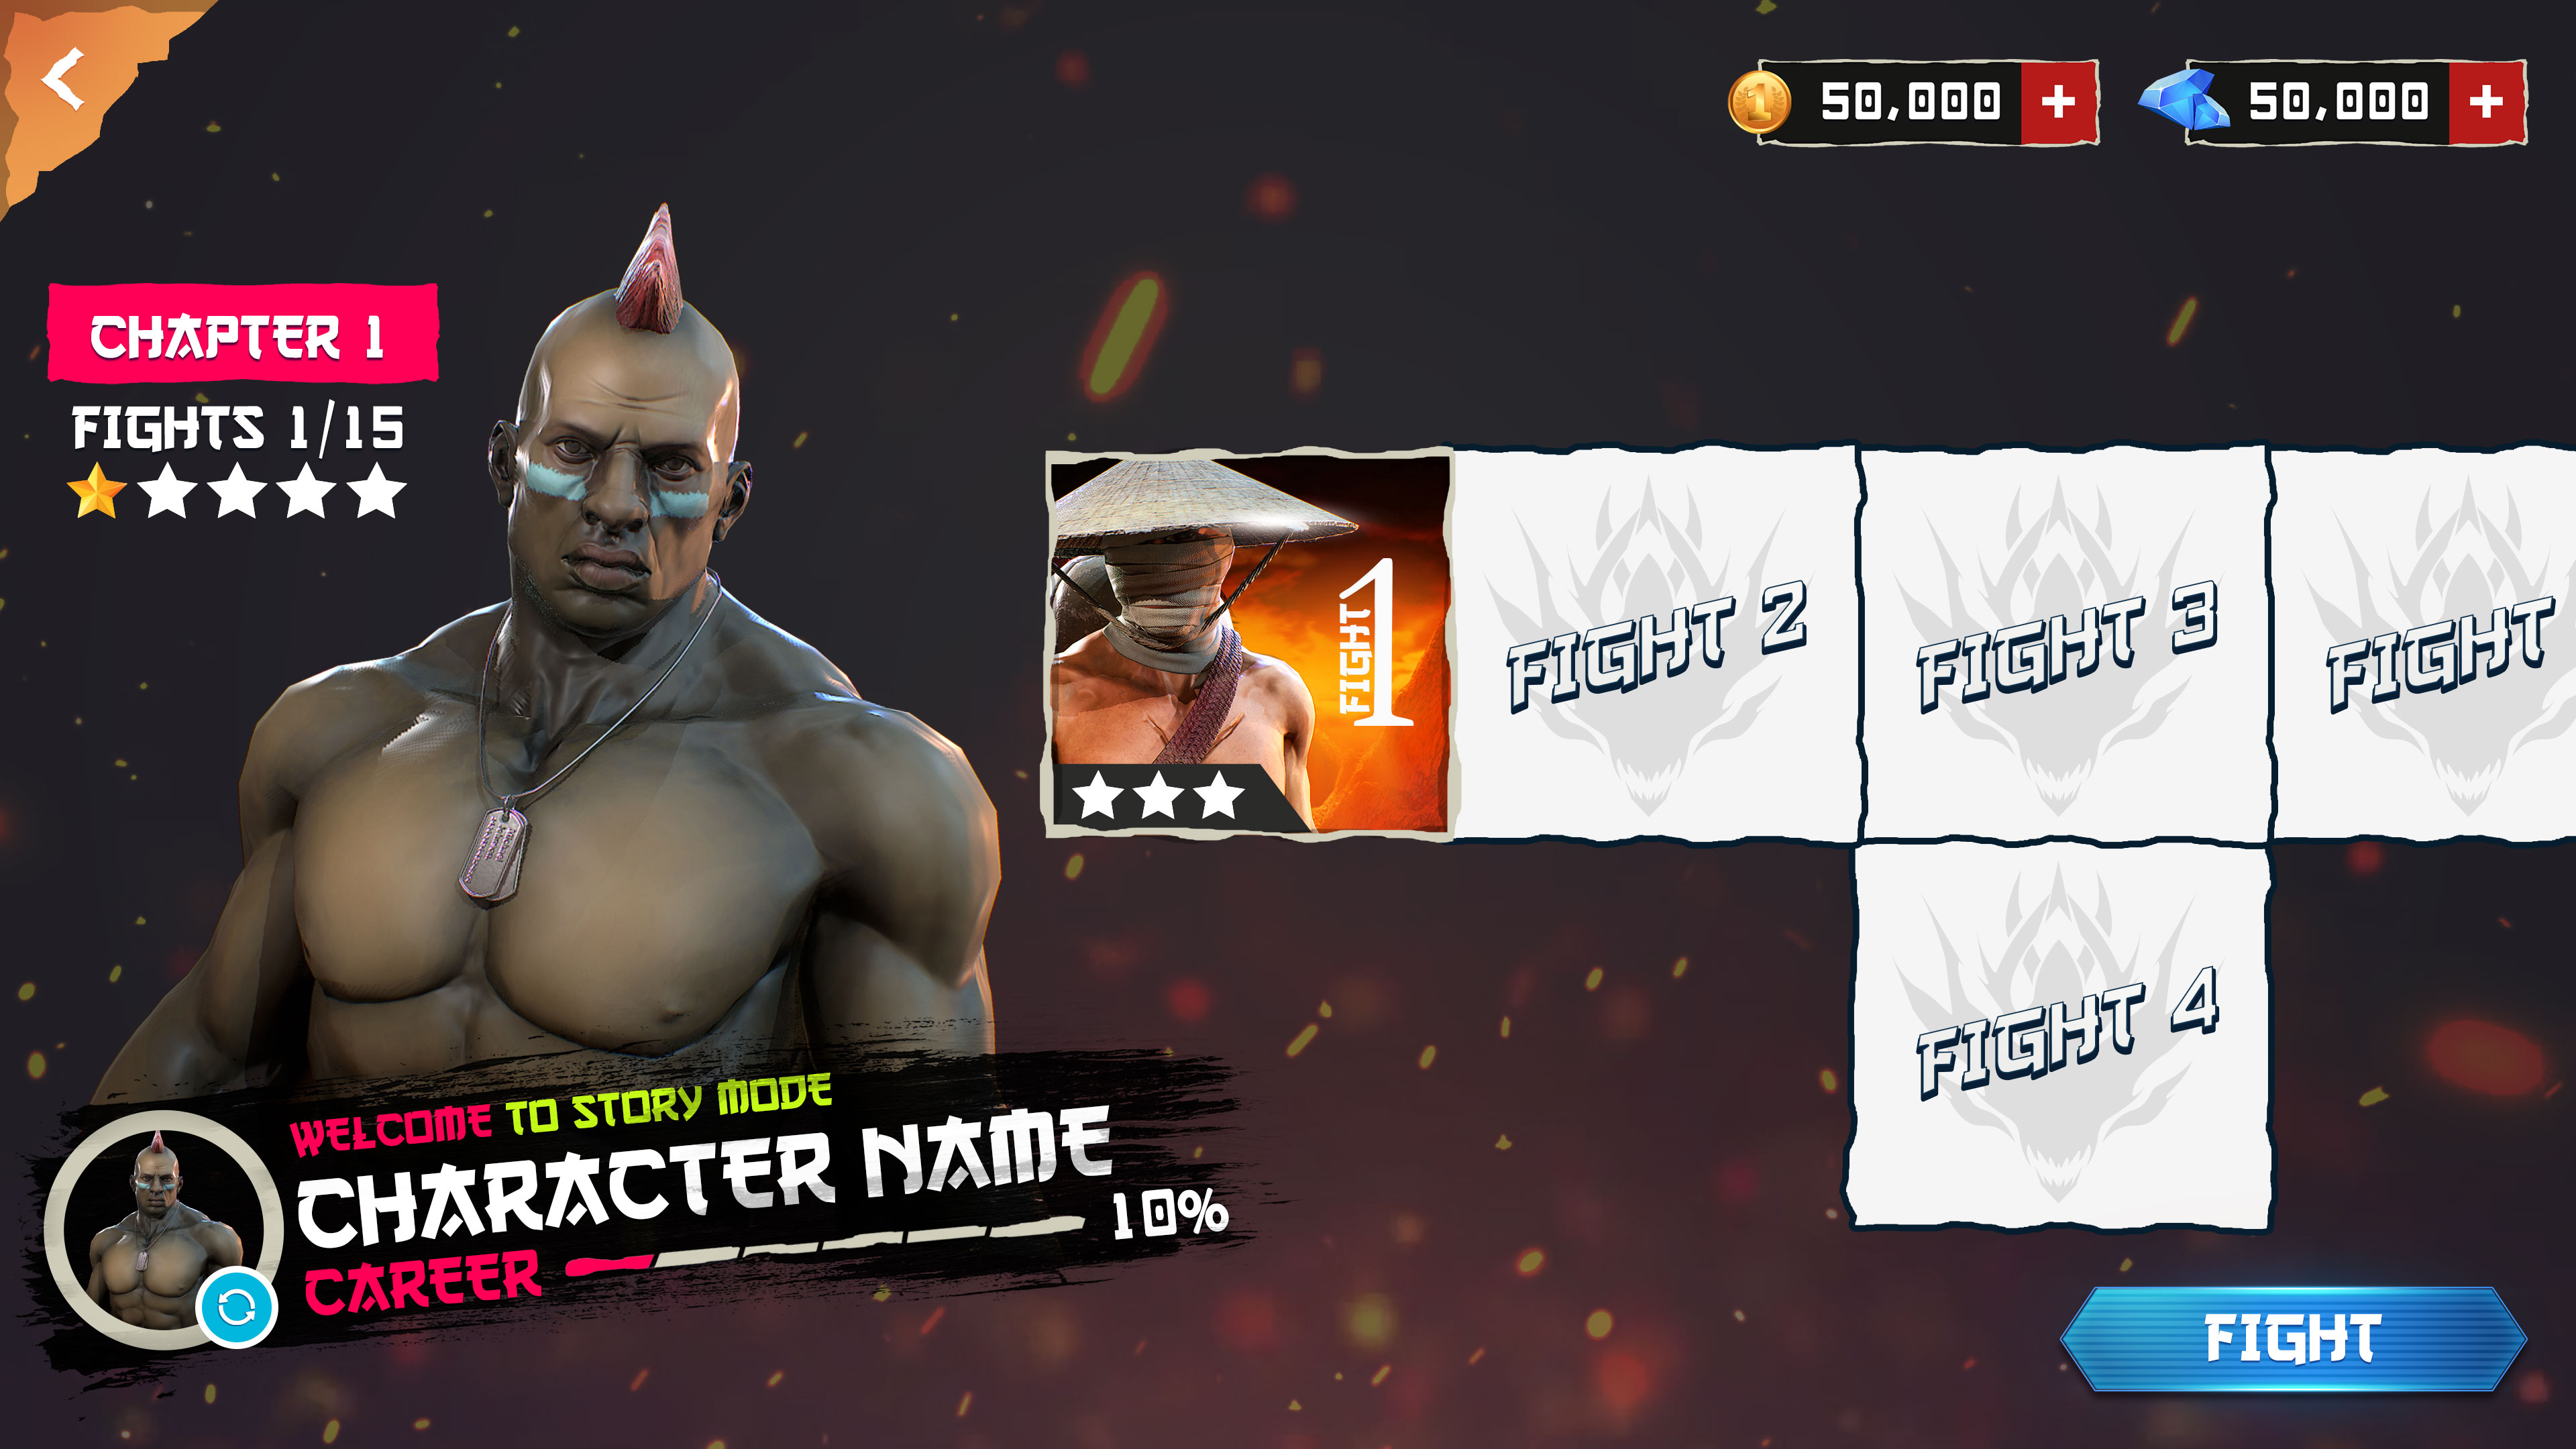 50,000 +
50,000 +
CHAPTER 1
FIGHTS 1/15
FIGHT 1
FIGHT 2
FIGHT 3
FIGHT
FIGHT 4
WELCOME TO STORY MODE
CHARACTER NAME
CAREER 10%
FIGHT